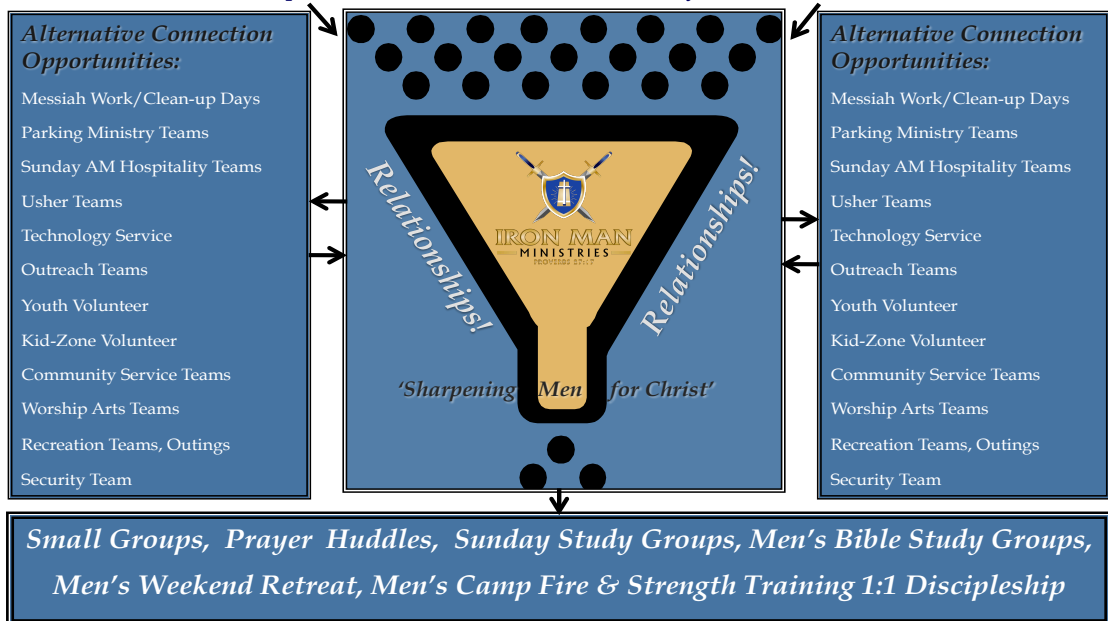 Alternative Connection
Opportunities:
Messiah Work/Clean-up Days
Parking Ministry Teams
Sunday AM Hospitality Teams
Usher Teams
Technology Service
Outreach Teams
Youth Volunteer
Kid-Zone Volunteer
Community Service Teams
Worship Arts Teams
Recreation Teams, Outings
Security Team
Relationships!
IRON MAN
MINISTRIES
PROVERBS 27:17
Relationships!
'Sharpening Men for Christ'
Alternative Connection
Opportunities:
Messiah Work/Clean-up Days
Parking Ministry Teams
Sunday AM Hospitality Teams
Usher Teams
Technology Service
Outreach Teams
Youth Volunteer
Kid-Zone Volunteer
Community Service Teams
Worship Arts Teams
Recreation Teams, Outings
Security Team
Small Groups, Prayer Huddles, Sunday Study Groups, Men's Bible Study Groups,
Men's Weekend Retreat, Men's Camp Fire & Strength Training 1:1 Discipleship